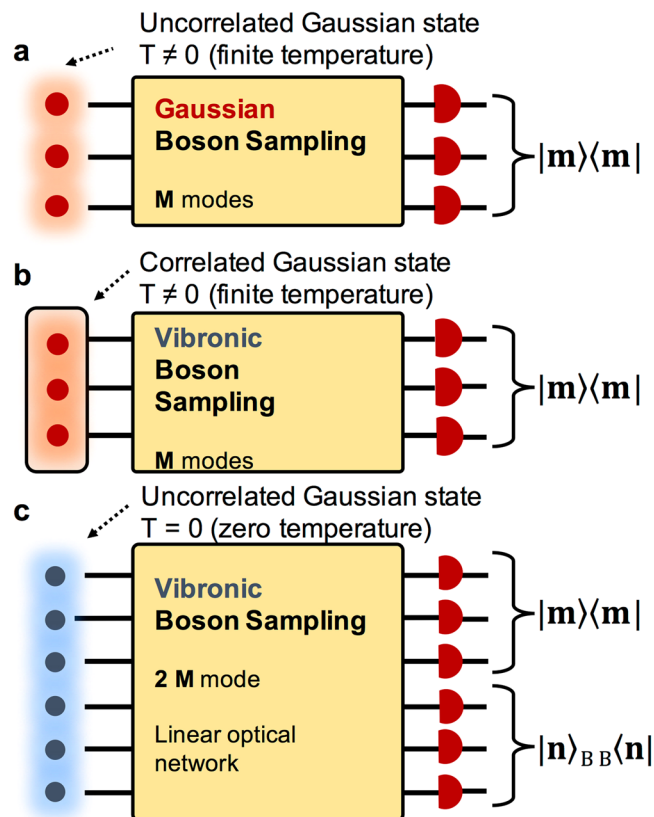 a
Uncorrelated Gaussian state
T ≠ 0 (finite temperature)
Gaussian
Boson Sampling
M modes
|m⟩⟨m|
b
Correlated Gaussian state
T ≠ 0 (finite temperature)
Vibronic
Boson
Sampling
M modes
|m⟩⟨m|
c
Uncorrelated Gaussian state
T = 0 (zero temperature)
Vibronic
Boson Sampling
2 M mode
Linear optical
network
|m⟩⟨m|
|n⟩B B⟨n|